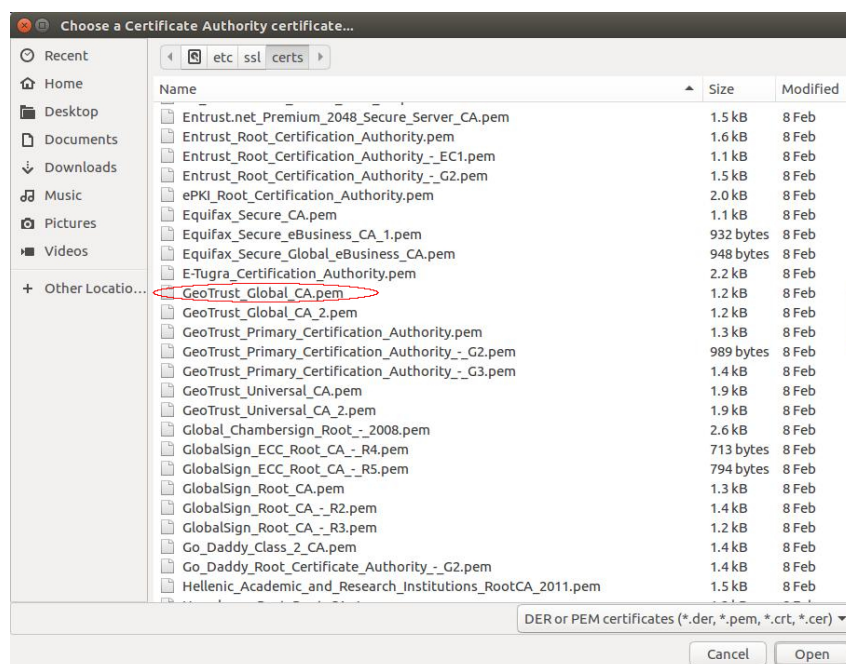 Choose a Certificate Authority certificate...
Recent
Home
Desktop
Documents
Downloads
Music
Pictures
Videos
+ Other Locatio...
etc ssl certs
Name Size Modified
Entrust.net_Premium_2048_Secure_Server_CA.pem 1.5 kB 8 Feb
Entrust_Root_Certification_Authority.pem 1.6 kB 8 Feb
Entrust_Root_Certification_Authority_-_EC1.pem 1.1 kB 8 Feb
Entrust_Root_Certification_Authority_-_G2.pem 1.5 kB 8 Feb
ePKI_Root_Certification_Authority.pem 2.0 kB 8 Feb
Equifax_Secure_CA.pem 1.1 kB 8 Feb
Equifax_Secure_eBusiness_CA_1.pem 932 bytes 8 Feb
Equifax_Secure_Global_eBusiness_CA.pem 948 bytes 8 Feb
E-Tugra_Certification_Authority.pem 2.2 kB 8 Feb
GeoTrust_Global_CA.pem 1.2 kB 8 Feb
GeoTrust_Global_CA_2.pem 1.2 kB 8 Feb
GeoTrust_Primary_Certification_Authority.pem 1.3 kB 8 Feb
GeoTrust_Primary_Certification_Authority_-_G2.pem 989 bytes 8 Feb
GeoTrust_Primary_Certification_Authority_-_G3.pem 1.4 kB 8 Feb
GeoTrust_Universal_CA.pem 1.9 kB 8 Feb
GeoTrust_Universal_CA_2.pem 1.9 kB 8 Feb
Global_Chambersign_Root_-_2008.pem 2.6 kB 8 Feb
GlobalSign_ECC_Root_CA_-_R4.pem 713 bytes 8 Feb
GlobalSign_ECC_Root_CA_-_R5.pem 794 bytes 8 Feb
GlobalSign_Root_CA.pem 1.3 kB 8 Feb
GlobalSign_Root_CA_-_R2.pem 1.4 kB 8 Feb
GlobalSign_Root_CA_-_R3.pem 1.2 kB 8 Feb
Go_Daddy_Class_2_CA.pem 1.4 kB 8 Feb
Go_Daddy_Root_Certificate_Authority_-_G2.pem 1.4 kB 8 Feb
Hellenic_Academic_and_Research_Institutions_RootCA_2011.pem 1.5 kB 8 Feb
DER or PEM certificates (*.der, *.pem, *.crt, *.cer)
Cancel Open